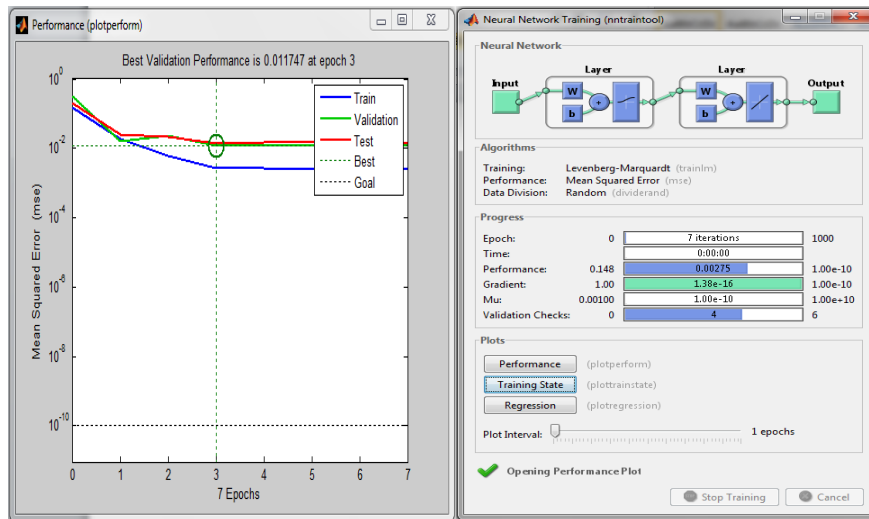 Performance (plotperform)
Best Validation Performance is 0.011747 at epoch 3
10^0
10^-2
10^-4
10^-6
10^-8
10^-10
Mean Squared Error (mse)
Train
Validation
Test
Best
Goal
0 1 2 3 4 5 6 7
7 Epochs
Neural Network Training (nntraintool)
Neural Network
Input
Layer
Layer
Output
W
b
+
W
b
+
Algorithms
Training: Levenberg-Marquardt (trainlm)
Performance: Mean Squared Error (mse)
Data Division: Random (dividerand)
Progress
Epoch: 0 7 iterations 1000
Time: 0:00:00
Performance: 0.148 0.00275 1.00e-10
Gradient: 1.00 1.38e-16 1.00e-10
Mu: 0.00100 1.00e-10 1.00e+10
Validation Checks: 0 4 6
Plots
Performance (plotperform)
Training State (plottrainstate)
Regression (plotregression)
Plot Interval: 1 epochs
Opening Performance Plot
Stop Training
Cancel